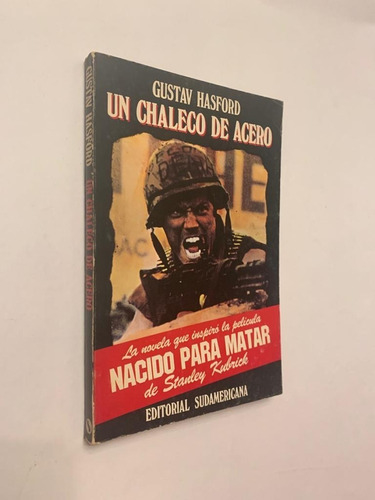 GUSTAV HASFORD
UN CHALECO DE ACERO
La novela que inspiró la película
NACIDO PARA MATAR
de Stanley Kubrick
EDITORIAL SUDAMERICANA
GUSTAV HASFORD UN CHALECO DE ACERO